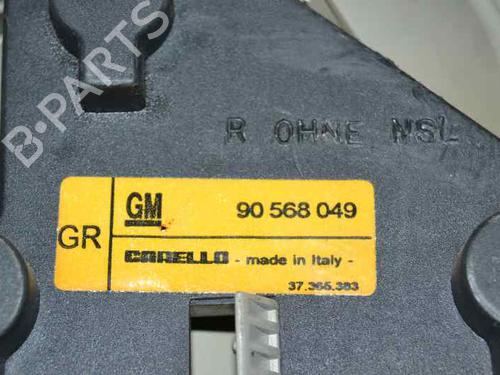 B-PARTS
R OHNE NSL
GM 90 568 049
GR
CARELLO - made in Italy -
37.365.383